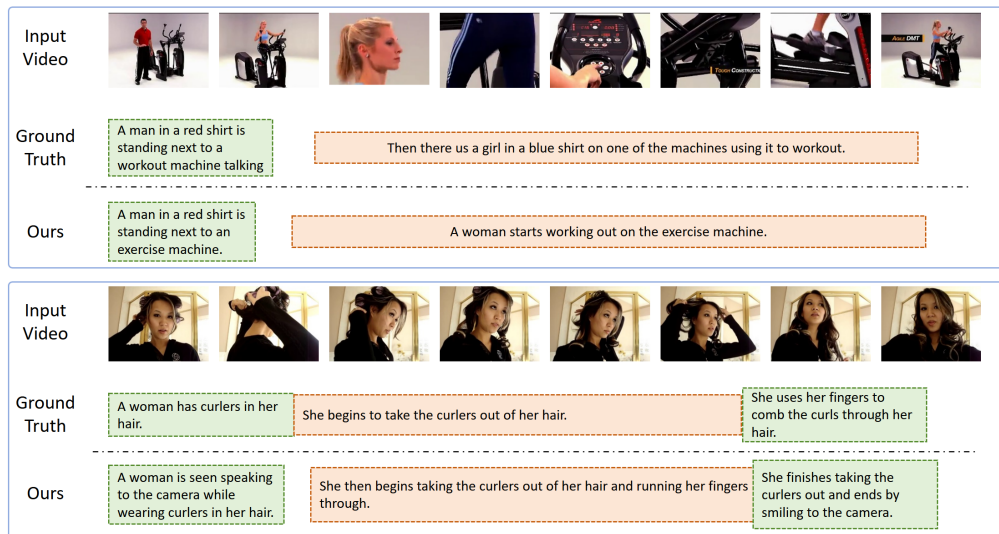 Input
Video
AGILE DMT
TOUGH CONSTRUCTI
Ground
Truth
A man in a red shirt is
standing next to a
workout machine talking
Then there us a girl in a blue shirt on one of the machines using it to workout.
Ours
A man in a red shirt is
standing next to an
exercise machine.
A woman starts working out on the exercise machine.
Input
Video
Ground
Truth
A woman has curlers in her
hair.
She begins to take the curlers out of her hair.
She uses her fingers to
comb the curls through her
hair.
Ours
A woman is seen speaking
to the camera while
wearing curlers in her hair.
She then begins taking the curlers out of her hair and running her fingers
through.
She finishes taking the
curlers out and ends by
smiling to the camera.